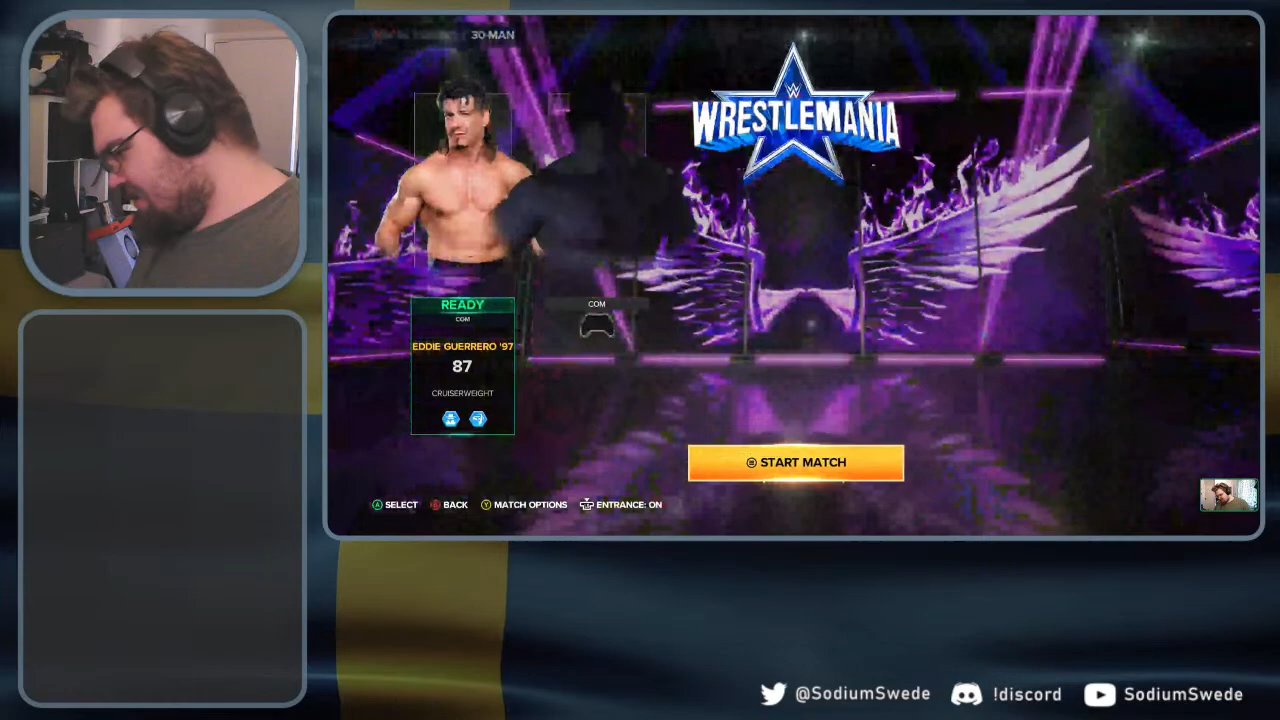 30-MAN
W
WRESTLEMANIA
READY
COM
EDDIE GUERRERO '97
87
CRUISERWEIGHT
COM
START MATCH
A SELECT
B BACK
Y MATCH OPTIONS
ENTRANCE: ON
@SodiumSwede
!discord
SodiumSwede